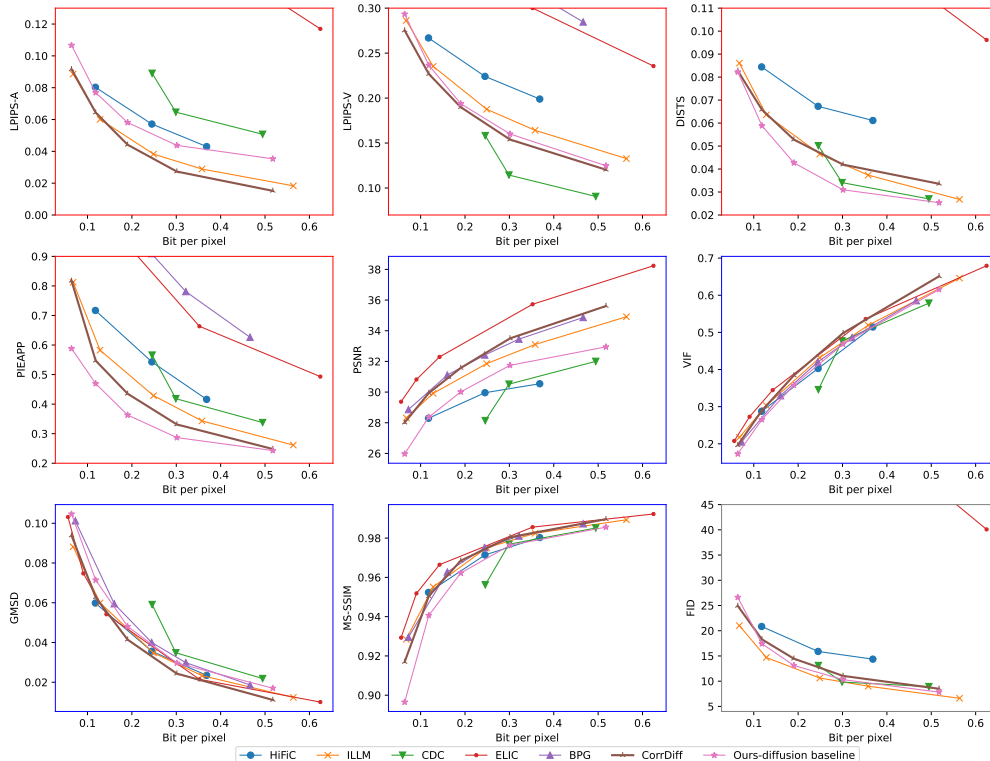 LPIPS-A
0.12
0.10
0.08
0.06
0.04
0.02
0.00
0.1 0.2 0.3 0.4 0.5 0.6
Bit per pixel
LPIPS-V
0.30
0.25
0.20
0.15
0.10
0.1 0.2 0.3 0.4 0.5 0.6
Bit per pixel
DISTS
0.11
0.10
0.09
0.08
0.07
0.06
0.05
0.04
0.03
0.02
0.1 0.2 0.3 0.4 0.5 0.6
Bit per pixel
PIEAPP
0.9
0.8
0.7
0.6
0.5
0.4
0.3
0.2
0.1 0.2 0.3 0.4 0.5 0.6
Bit per pixel
PSNR
38
36
34
32
30
28
26
0.1 0.2 0.3 0.4 0.5 0.6
Bit per pixel
VIF
0.7
0.6
0.5
0.4
0.3
0.2
0.1 0.2 0.3 0.4 0.5 0.6
Bit per pixel
GMSD
0.10
0.08
0.06
0.04
0.02
0.1 0.2 0.3 0.4 0.5 0.6
Bit per pixel
MS-SSIM
0.98
0.96
0.94
0.92
0.90
0.1 0.2 0.3 0.4 0.5 0.6
Bit per pixel
FID
45
40
35
30
25
20
15
10
5
0.1 0.2 0.3 0.4 0.5 0.6
Bit per pixel
HiFiC ILLM CDC ELIC BPG CorrDiff Ours-diffusion baseline